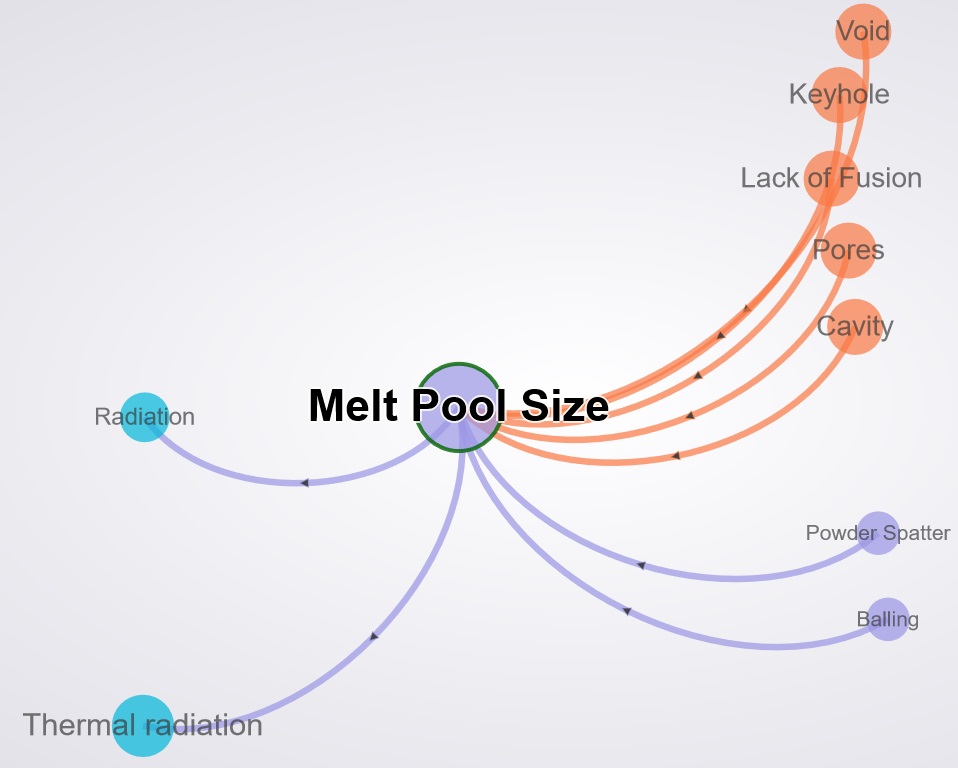 Void
Keyhole
Lack of Fusion
Pores
Cavity
Melt Pool Size
Radiation
Powder Spatter
Balling
Thermal radiation